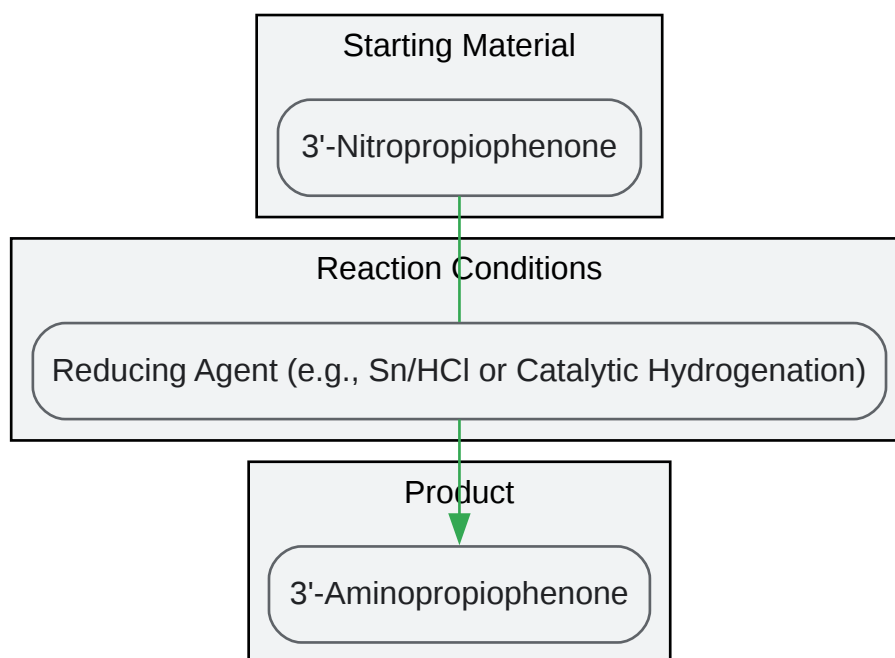 Starting Material
3'-Nitropropiophenone
Reaction Conditions
Reducing Agent (e.g., Sn/HCl or Catalytic Hydrogenation)
Product
3'-Aminopropiophenone